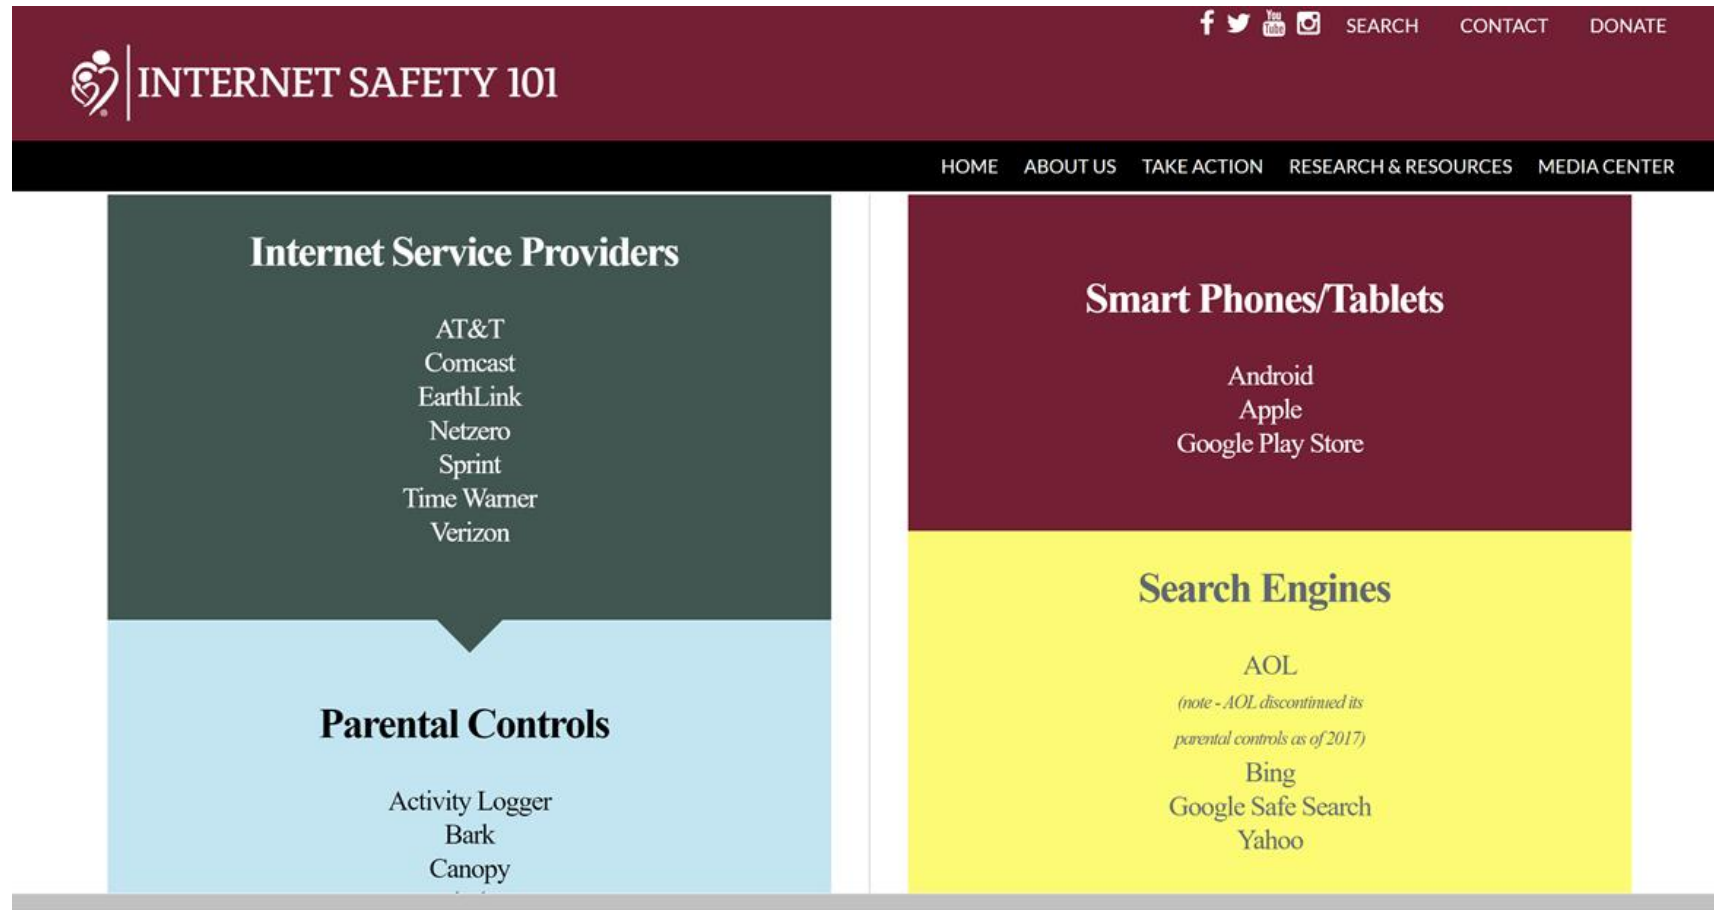 You
Tube
SEARCH CONTACT DONATE
INTERNET SAFETY 101
HOME ABOUT US TAKE ACTION RESEARCH & RESOURCES MEDIA CENTER
Internet Service Providers
AT&T
Comcast
EarthLink
Netzero
Sprint
Time Warner
Verizon
Parental Controls
Activity Logger
Bark
Canopy
Smart Phones/Tablets
Android
Apple
Google Play Store
Search Engines
AOL
(note - AOL discontinued its
parental controls as of 2017)
Bing
Google Safe Search
Yahoo